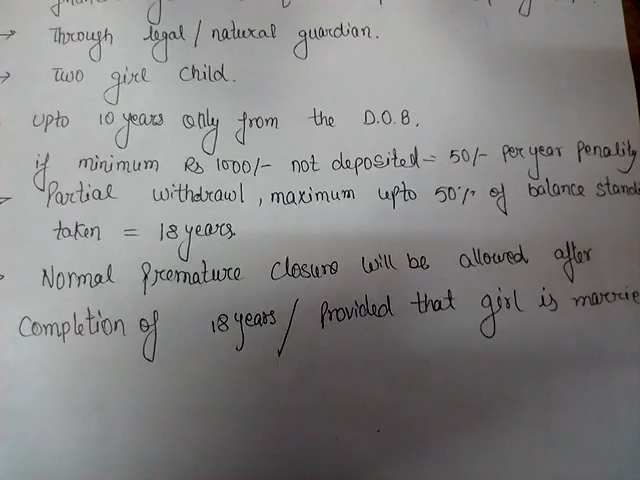 → Through legal / natural guardian.
→ Two girl child.
upto 10 years only from the D.O.B.
if minimum Rs 1000/- not deposited = 50/- per year penality
Partial withdrawl, maximum upto 50% of balance stand
taken = 18 years.
Normal premature closure will be allowed after
completion of 18 years / Provided that girl is marrie